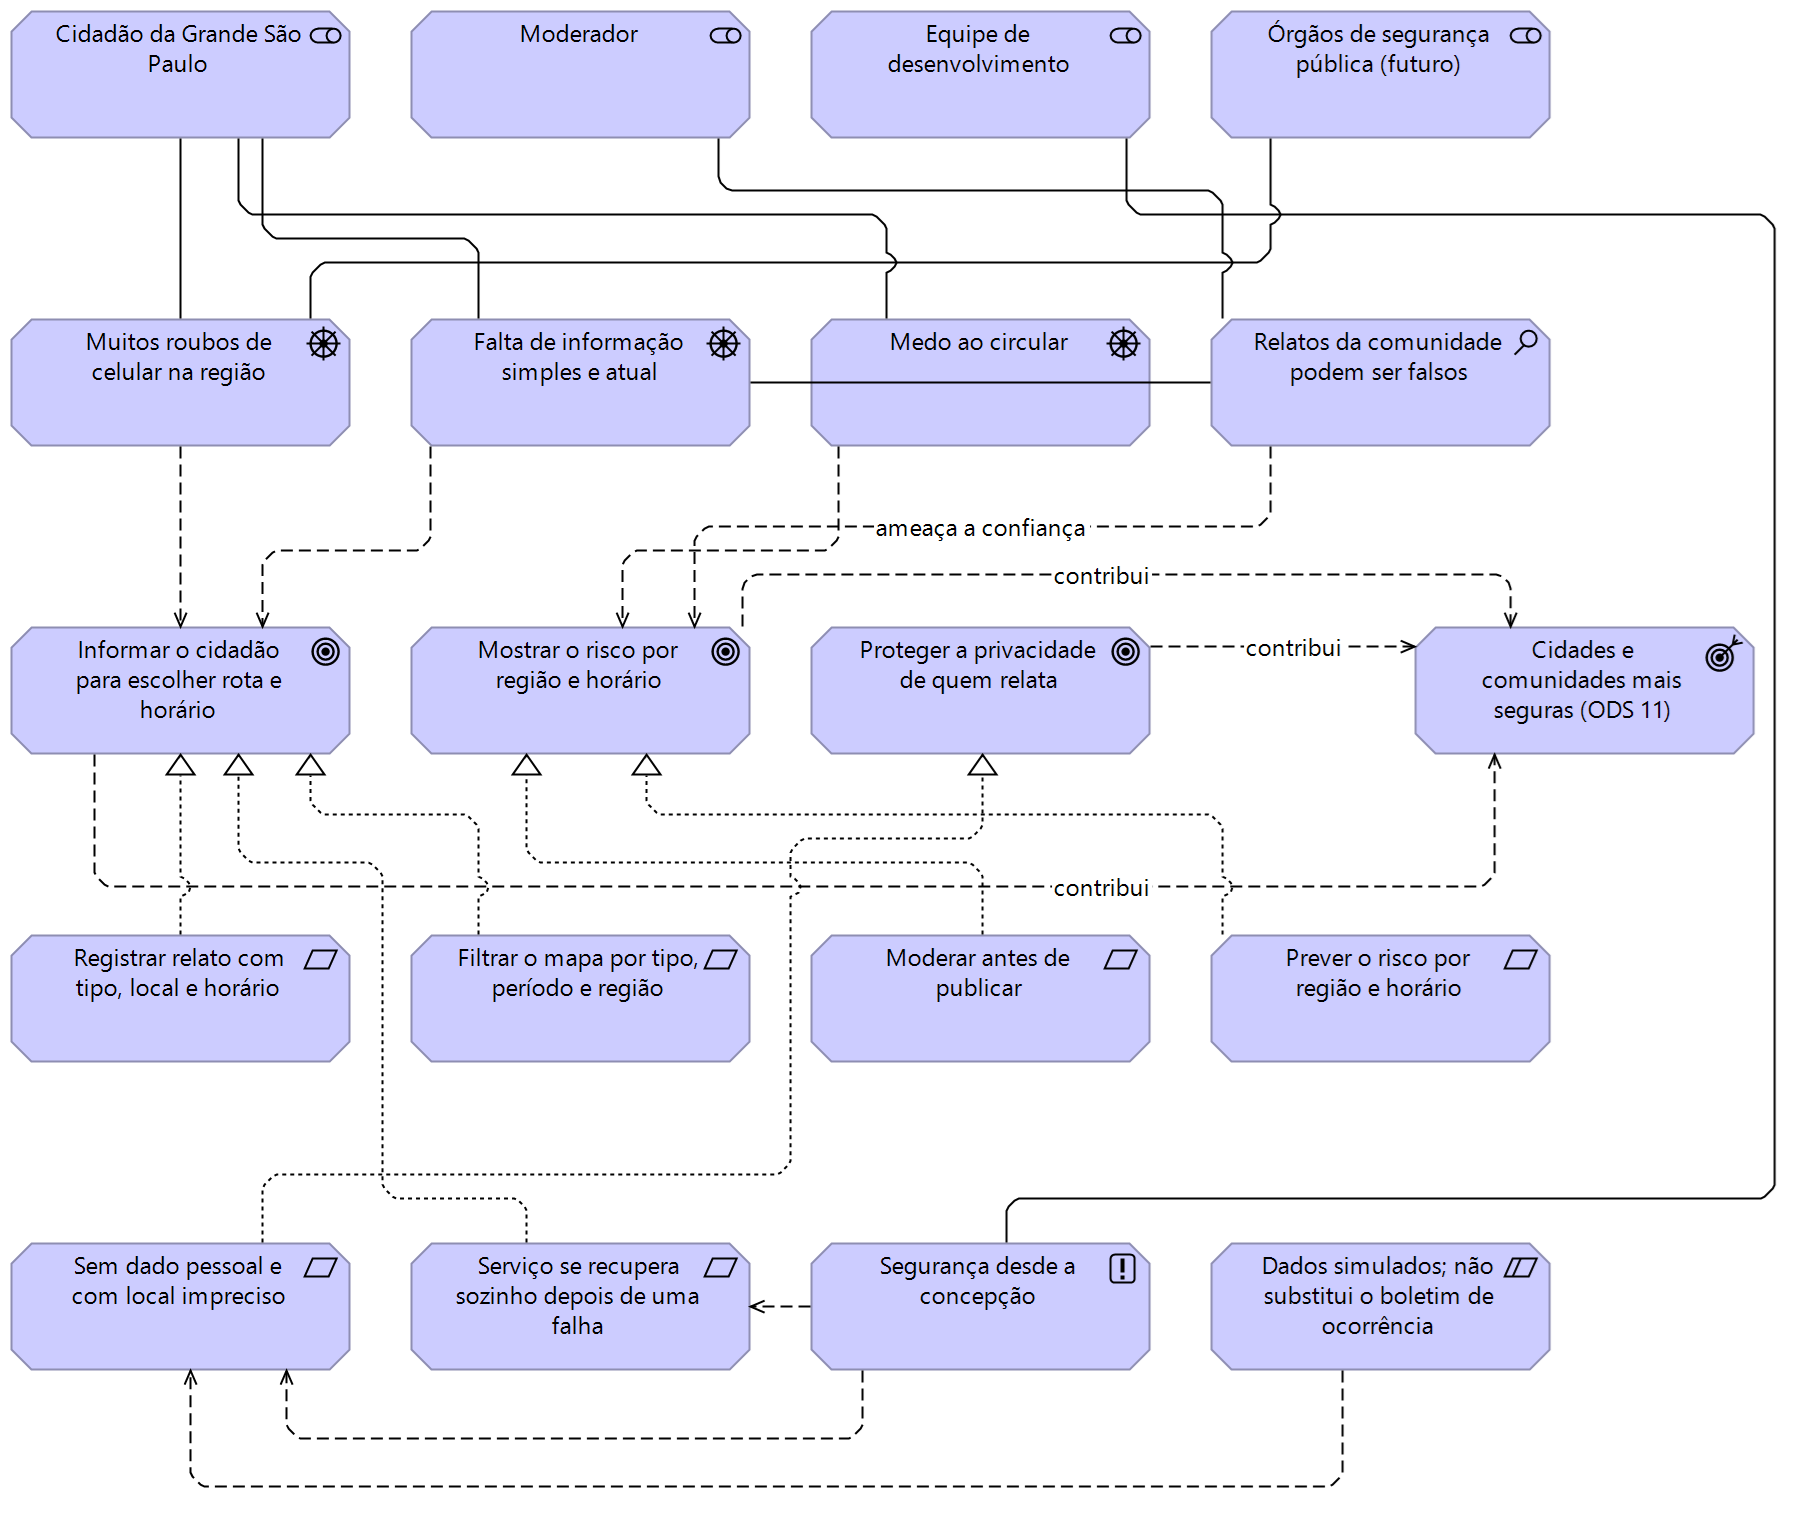 Cidadão da Grande São
Paulo
Moderador
Equipe de
desenvolvimento
Órgãos de segurança
pública (futuro)
Muitos roubos de
celular na região
Falta de informação
simples e atual
Medo ao circular
Relatos da comunidade
podem ser falsos
ameaça a confiança
contribui
Informar o cidadão
para escolher rota e
horário
Mostrar o risco por
região e horário
Proteger a privacidade
de quem relata
contribui
Cidades e
comunidades mais
seguras (ODS 11)
contribui
Registrar relato com
tipo, local e horário
Filtrar o mapa por tipo,
período e região
Moderar antes de
publicar
Prever o risco por
região e horário
Sem dado pessoal e
com local impreciso
Serviço se recupera
sozinho depois de uma
falha
Segurança desde a
concepção
Dados simulados; não
substitui o boletim de
ocorrência